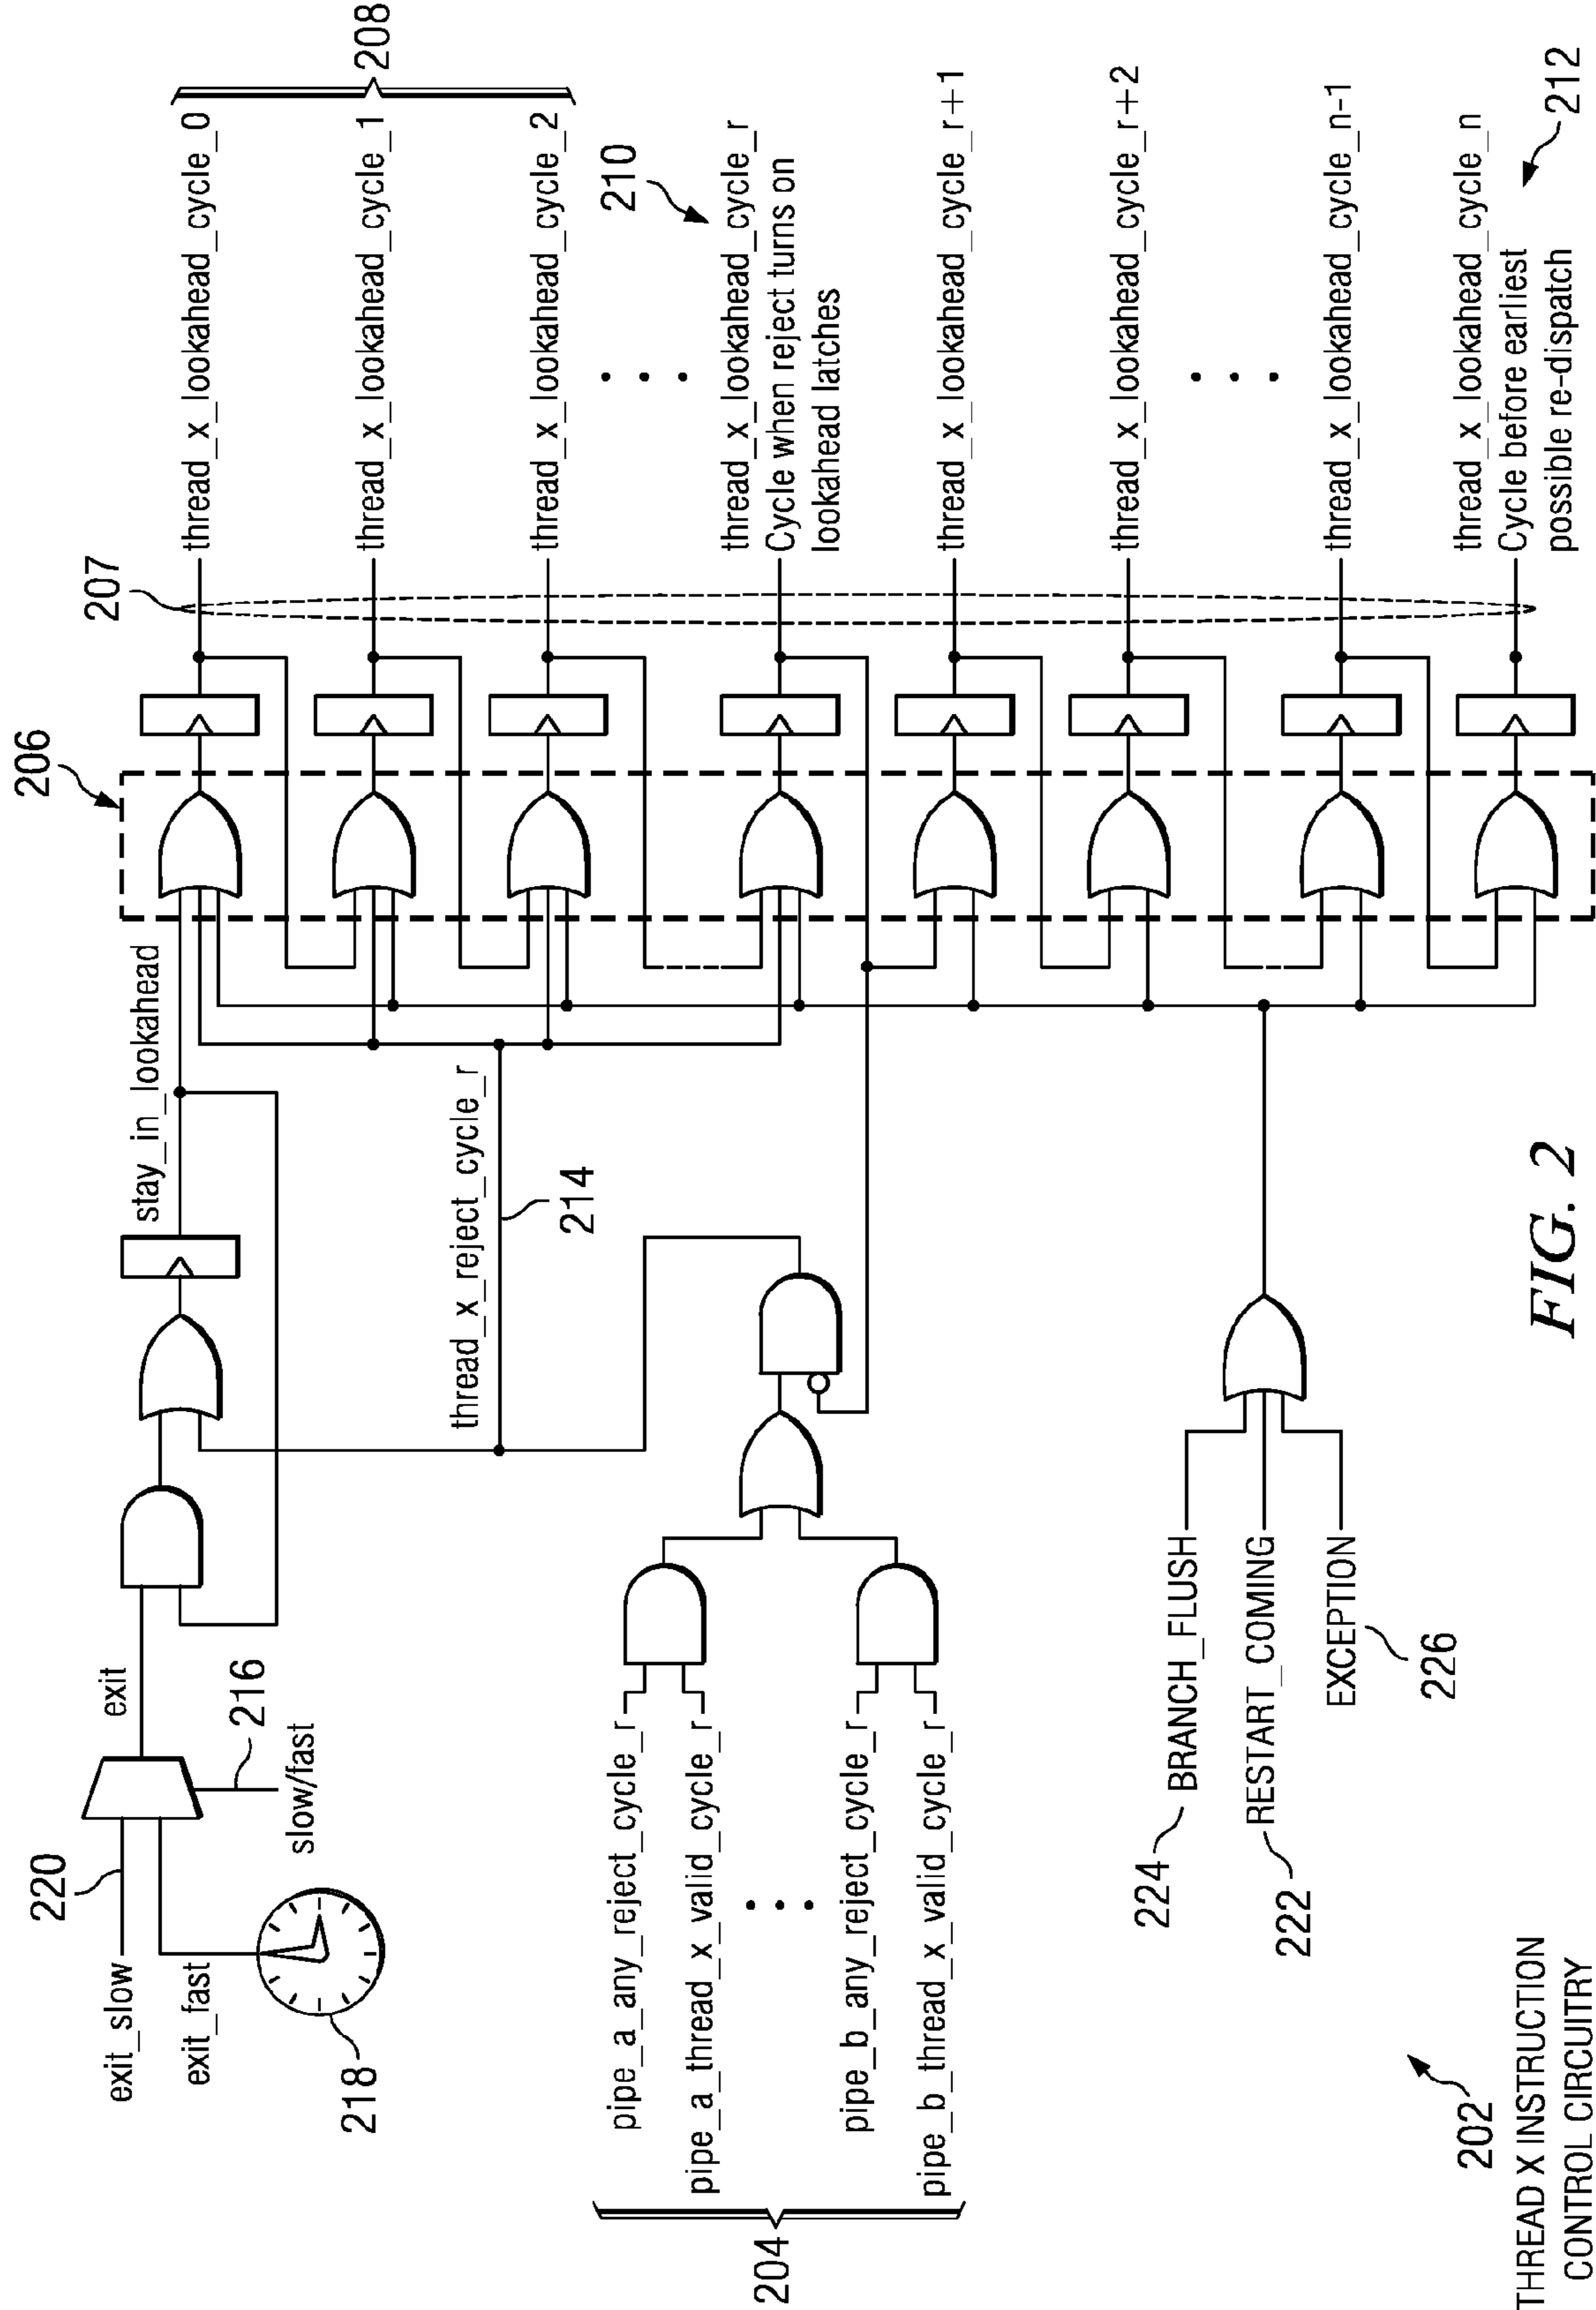 220
exit_slow
exit_fast
218
exit
216
slow/fast
stay_in_lookahead
206
207
208
thread_x_lookahead_cycle_0
thread_x_lookahead_cycle_1
thread_x_lookahead_cycle_2
210
thread_x_lookahead_cycle_r
Cycle when reject turns on
lookahead latches
thread_x_lookahead_cycle_r+1
thread_x_lookahead_cycle_r+2
thread_x_lookahead_cycle_n-1
thread_x_lookahead_cycle_n
Cycle before earliest
possible re-dispatch
212
thread_x_reject_cycle_r
214
204
pipe_a_any_reject_cycle_r
pipe_a_thread_x_valid_cycle_r
pipe_b_any_reject_cycle_r
pipe_b_thread_x_valid_cycle_r
224 BRANCH_FLUSH
222 RESTART_COMING
EXCEPTION
226
202
THREAD X INSTRUCTION
CONTROL CIRCUITRY
FIG. 2